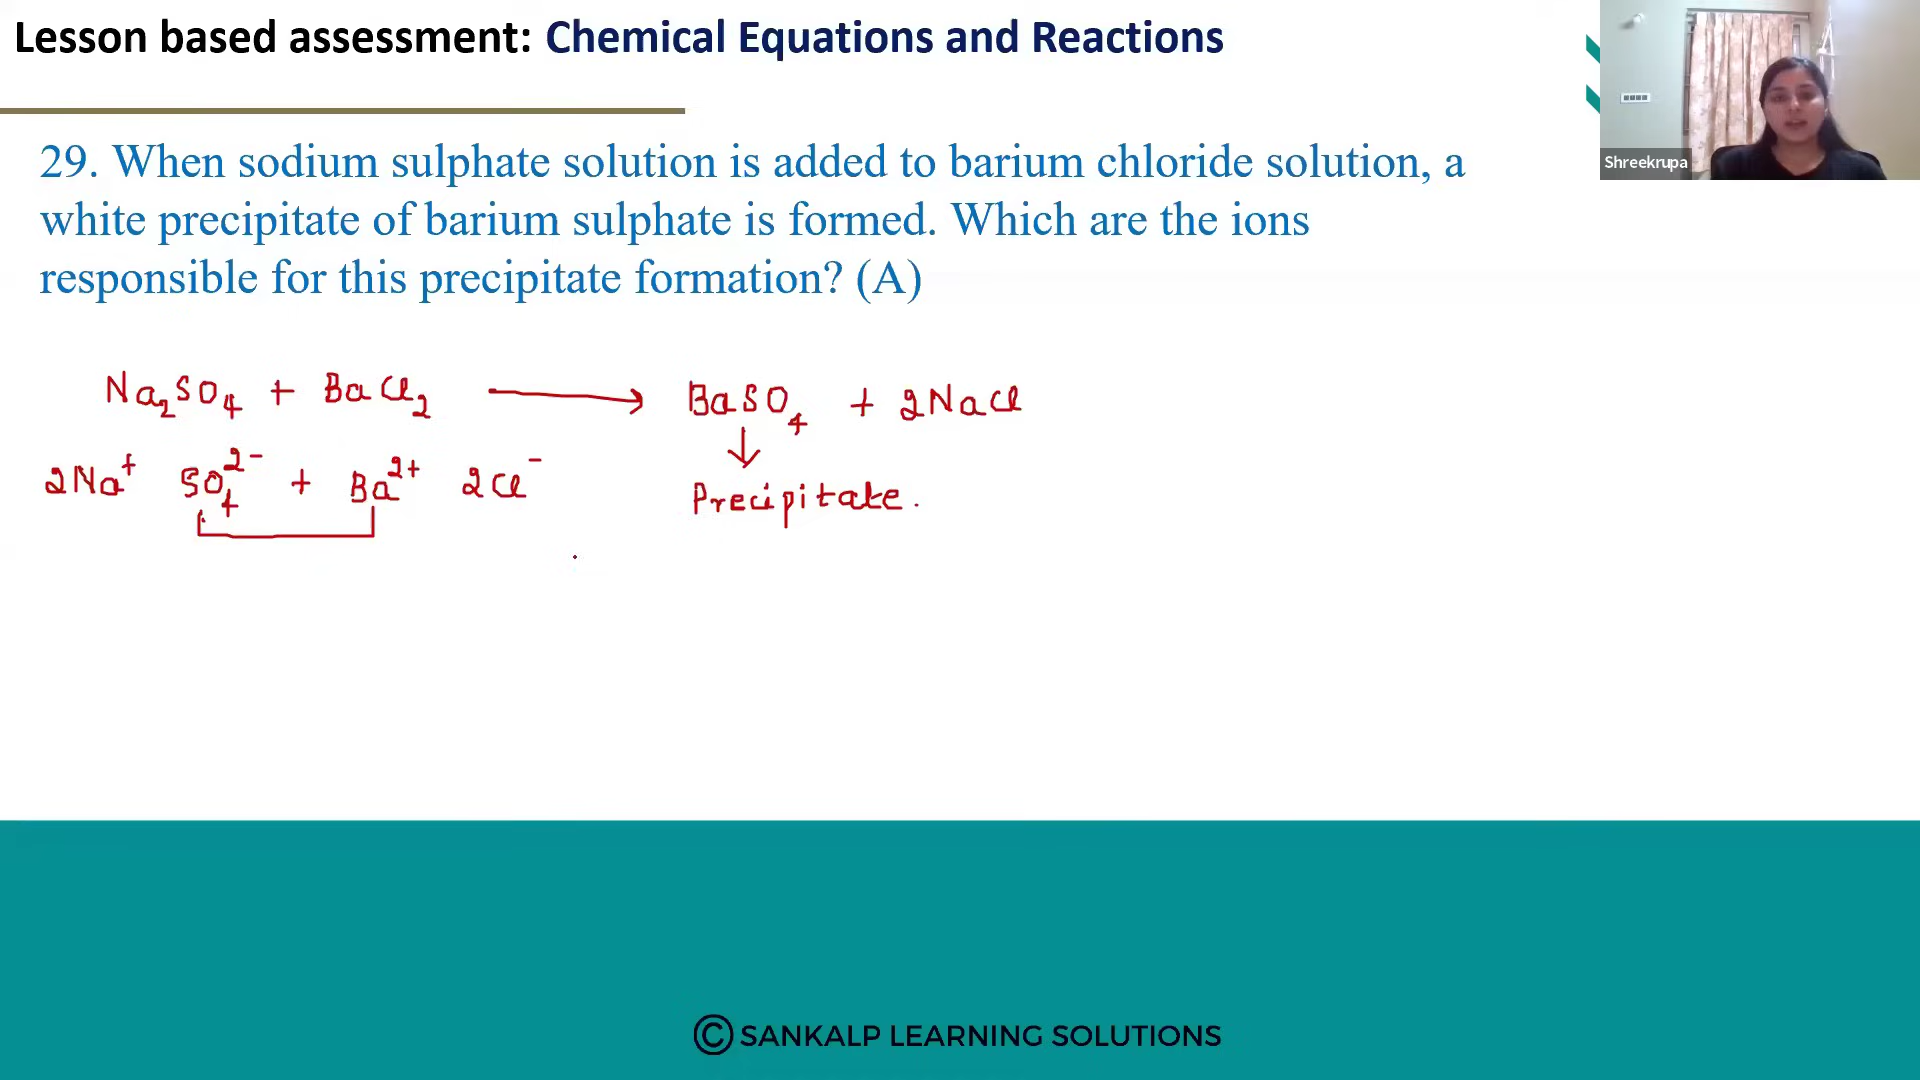 Lesson based assessment: Chemical Equations and Reactions
Shreekrupa
29. When sodium sulphate solution is added to barium chloride solution, a
white precipitate of barium sulphate is formed. Which are the ions
responsible for this precipitate formation? (A)
Na₂SO₄ + BaCl₂ ⟶ BaSO₄ + 2NaCl
2Na⁺ SO₄²⁻ + Ba²⁺ 2Cl⁻ ↓
Precipitate.
© SANKALP LEARNING SOLUTIONS